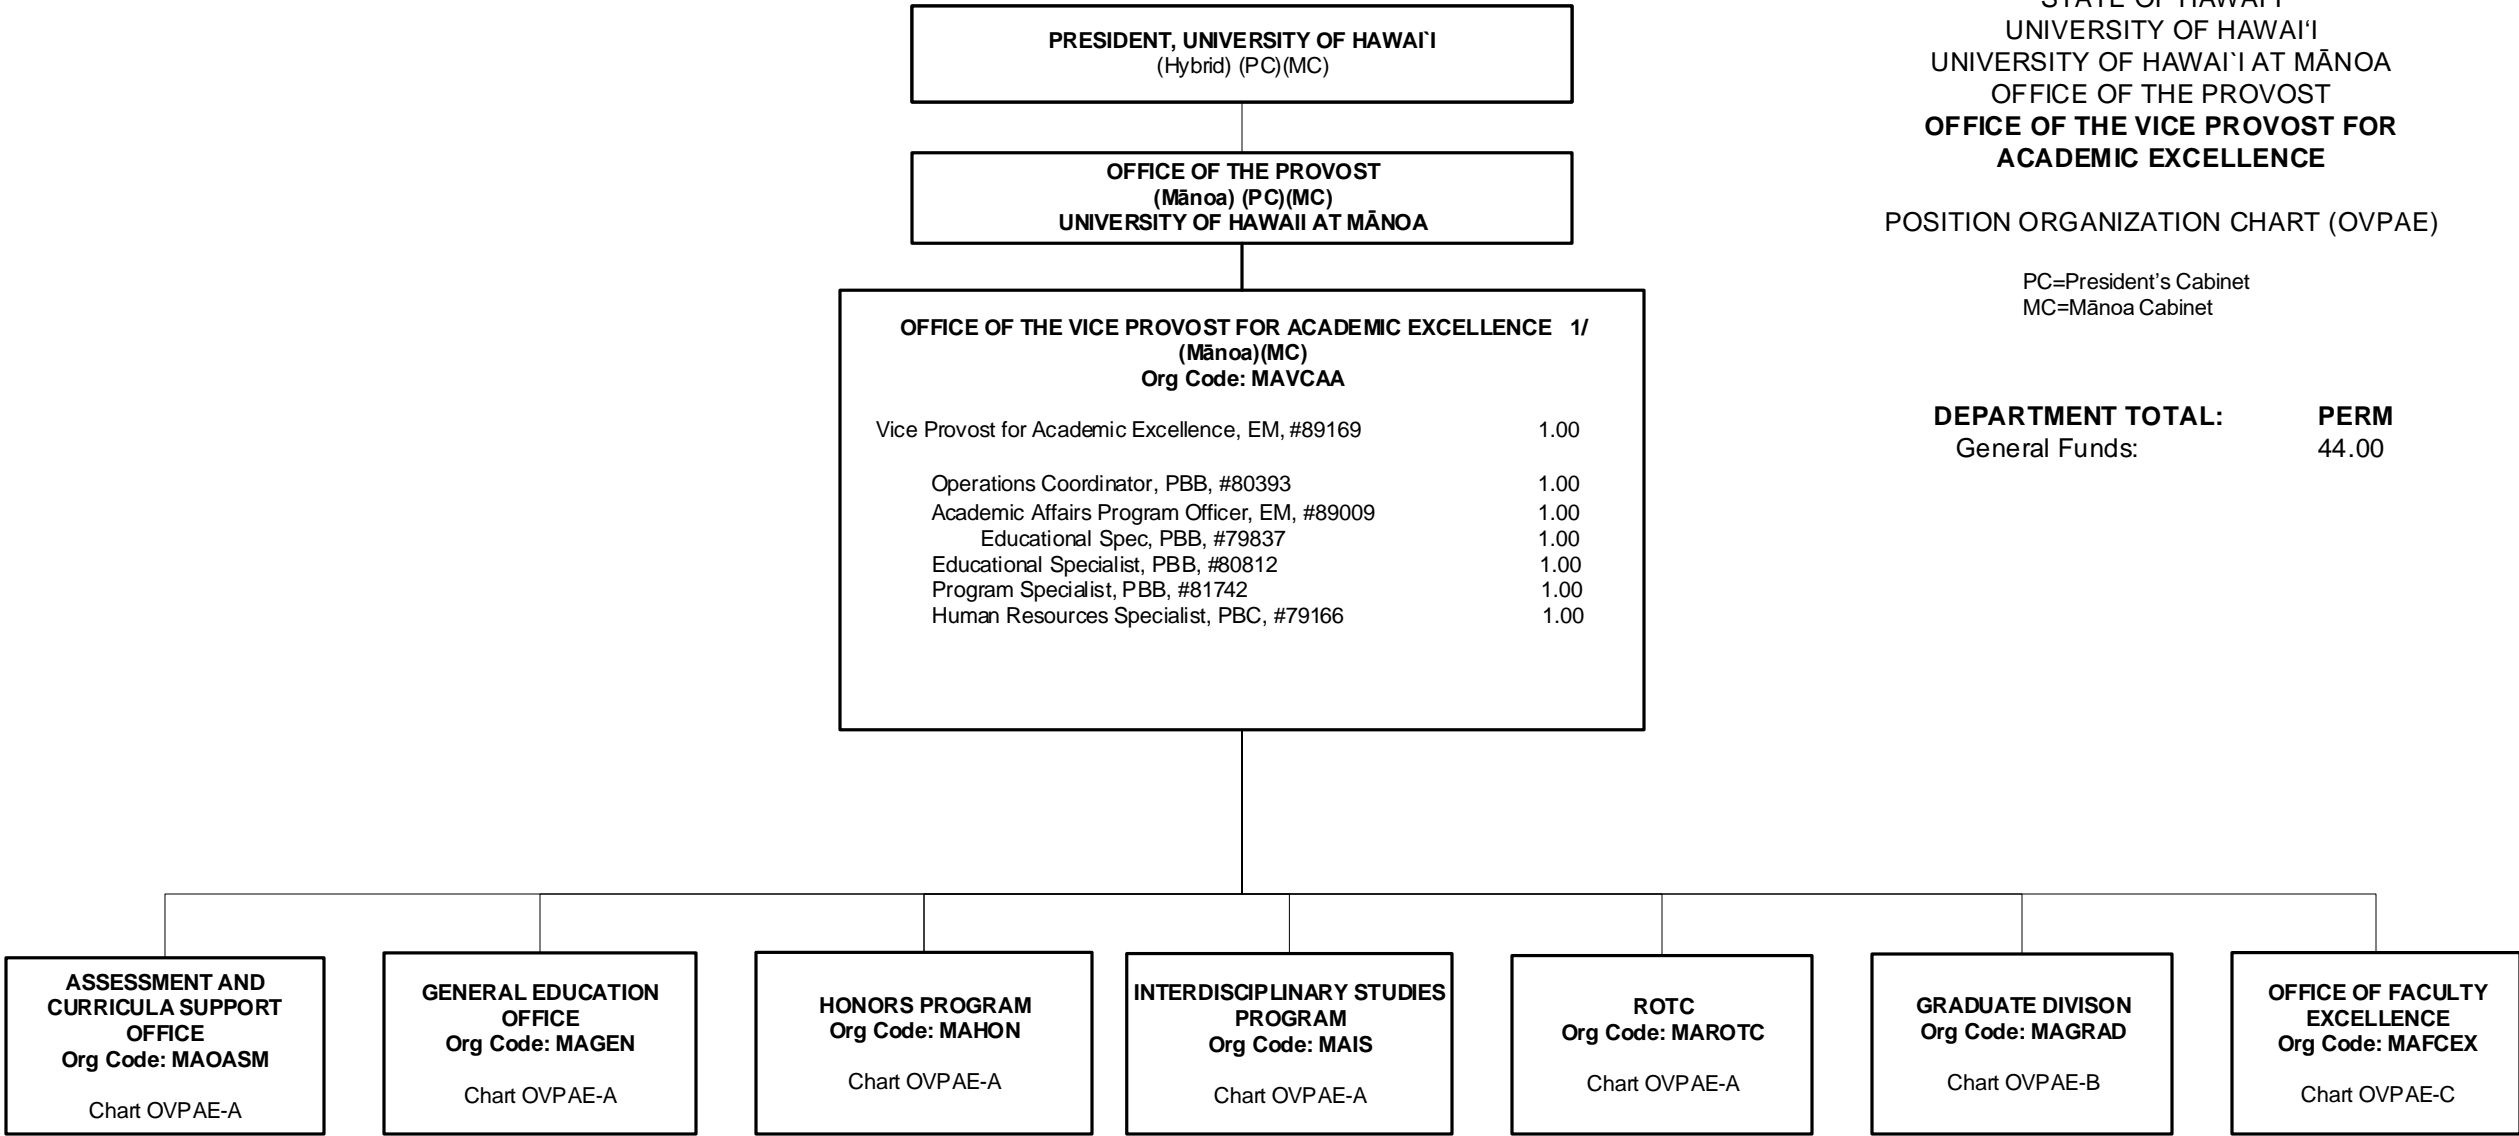 STATE OF HAWAI‘I
UNIVERSITY OF HAWAI‘I
UNIVERSITY OF HAWAI`I AT MĀNOA
OFFICE OF THE PROVOST
OFFICE OF THE VICE PROVOST FOR
ACADEMIC EXCELLENCE
POSITION ORGANIZATION CHART (OVPAE)
PC=President’s Cabinet
MC=Mānoa Cabinet
DEPARTMENT TOTAL: PERM
General Funds: 44.00
PRESIDENT, UNIVERSITY OF HAWAI`I
(Hybrid) (PC)(MC)
OFFICE OF THE PROVOST
(Mānoa) (PC)(MC)
UNIVERSITY OF HAWAII AT MĀNOA
OFFICE OF THE VICE PROVOST FOR ACADEMIC EXCELLENCE 1/
(Mānoa)(MC)
Org Code: MAVCAA
Vice Provost for Academic Excellence, EM, #89169 1.00
Operations Coordinator, PBB, #80393 1.00
Academic Affairs Program Officer, EM, #89009 1.00
Educational Spec, PBB, #79837 1.00
Educational Specialist, PBB, #80812 1.00
Program Specialist, PBB, #81742 1.00
Human Resources Specialist, PBC, #79166 1.00
ASSESSMENT AND
CURRICULA SUPPORT
OFFICE
Org Code: MAOASM
Chart OVPAE-A
GENERAL EDUCATION
OFFICE
Org Code: MAGEN
Chart OVPAE-A
HONORS PROGRAM
Org Code: MAHON
Chart OVPAE-A
INTERDISCIPLINARY STUDIES
PROGRAM
Org Code: MAIS
Chart OVPAE-A
ROTC
Org Code: MAROTC
Chart OVPAE-A
GRADUATE DIVISON
Org Code: MAGRAD
Chart OVPAE-B
OFFICE OF FACULTY
EXCELLENCE
Org Code: MAFCEX
Chart OVPAE-C